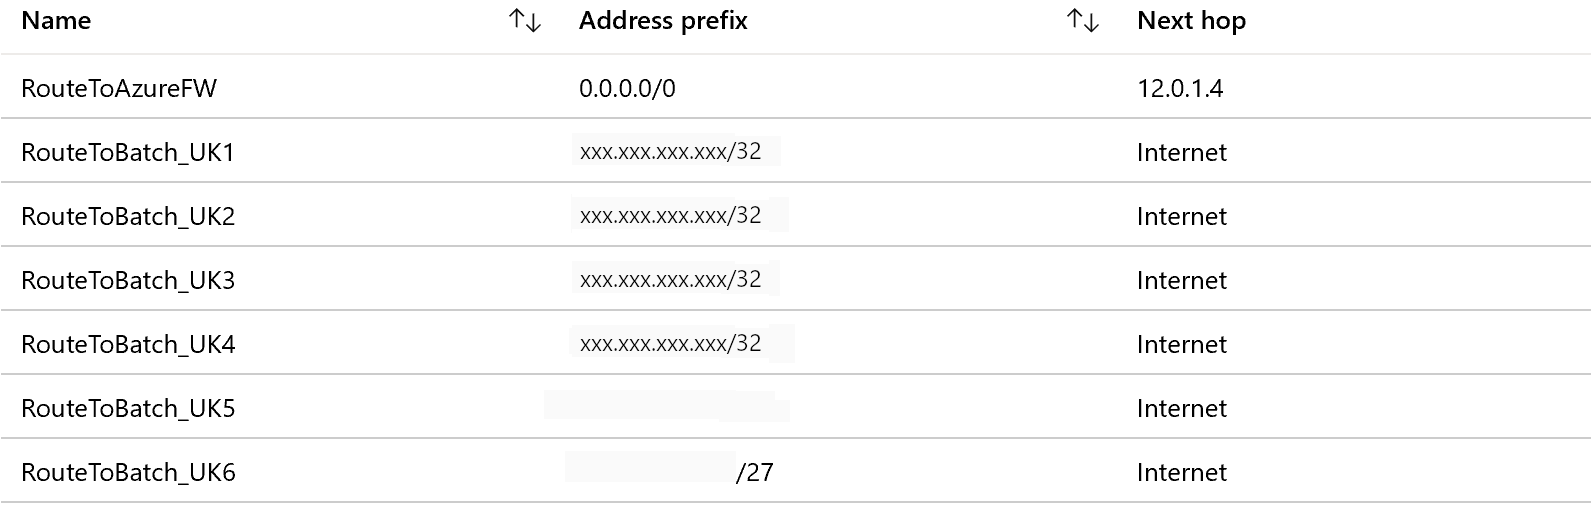 Name ↑↓ Address prefix ↑↓ Next hop
RouteToAzureFW 0.0.0.0/0 12.0.1.4
RouteToBatch_UK1 xxx.xxx.xxx.xxx/32 Internet
RouteToBatch_UK2 xxx.xxx.xxx.xxx/32 Internet
RouteToBatch_UK3 xxx.xxx.xxx.xxx/32 Internet
RouteToBatch_UK4 xxx.xxx.xxx.xxx/32 Internet
RouteToBatch_UK5 Internet
RouteToBatch_UK6 /27 Internet